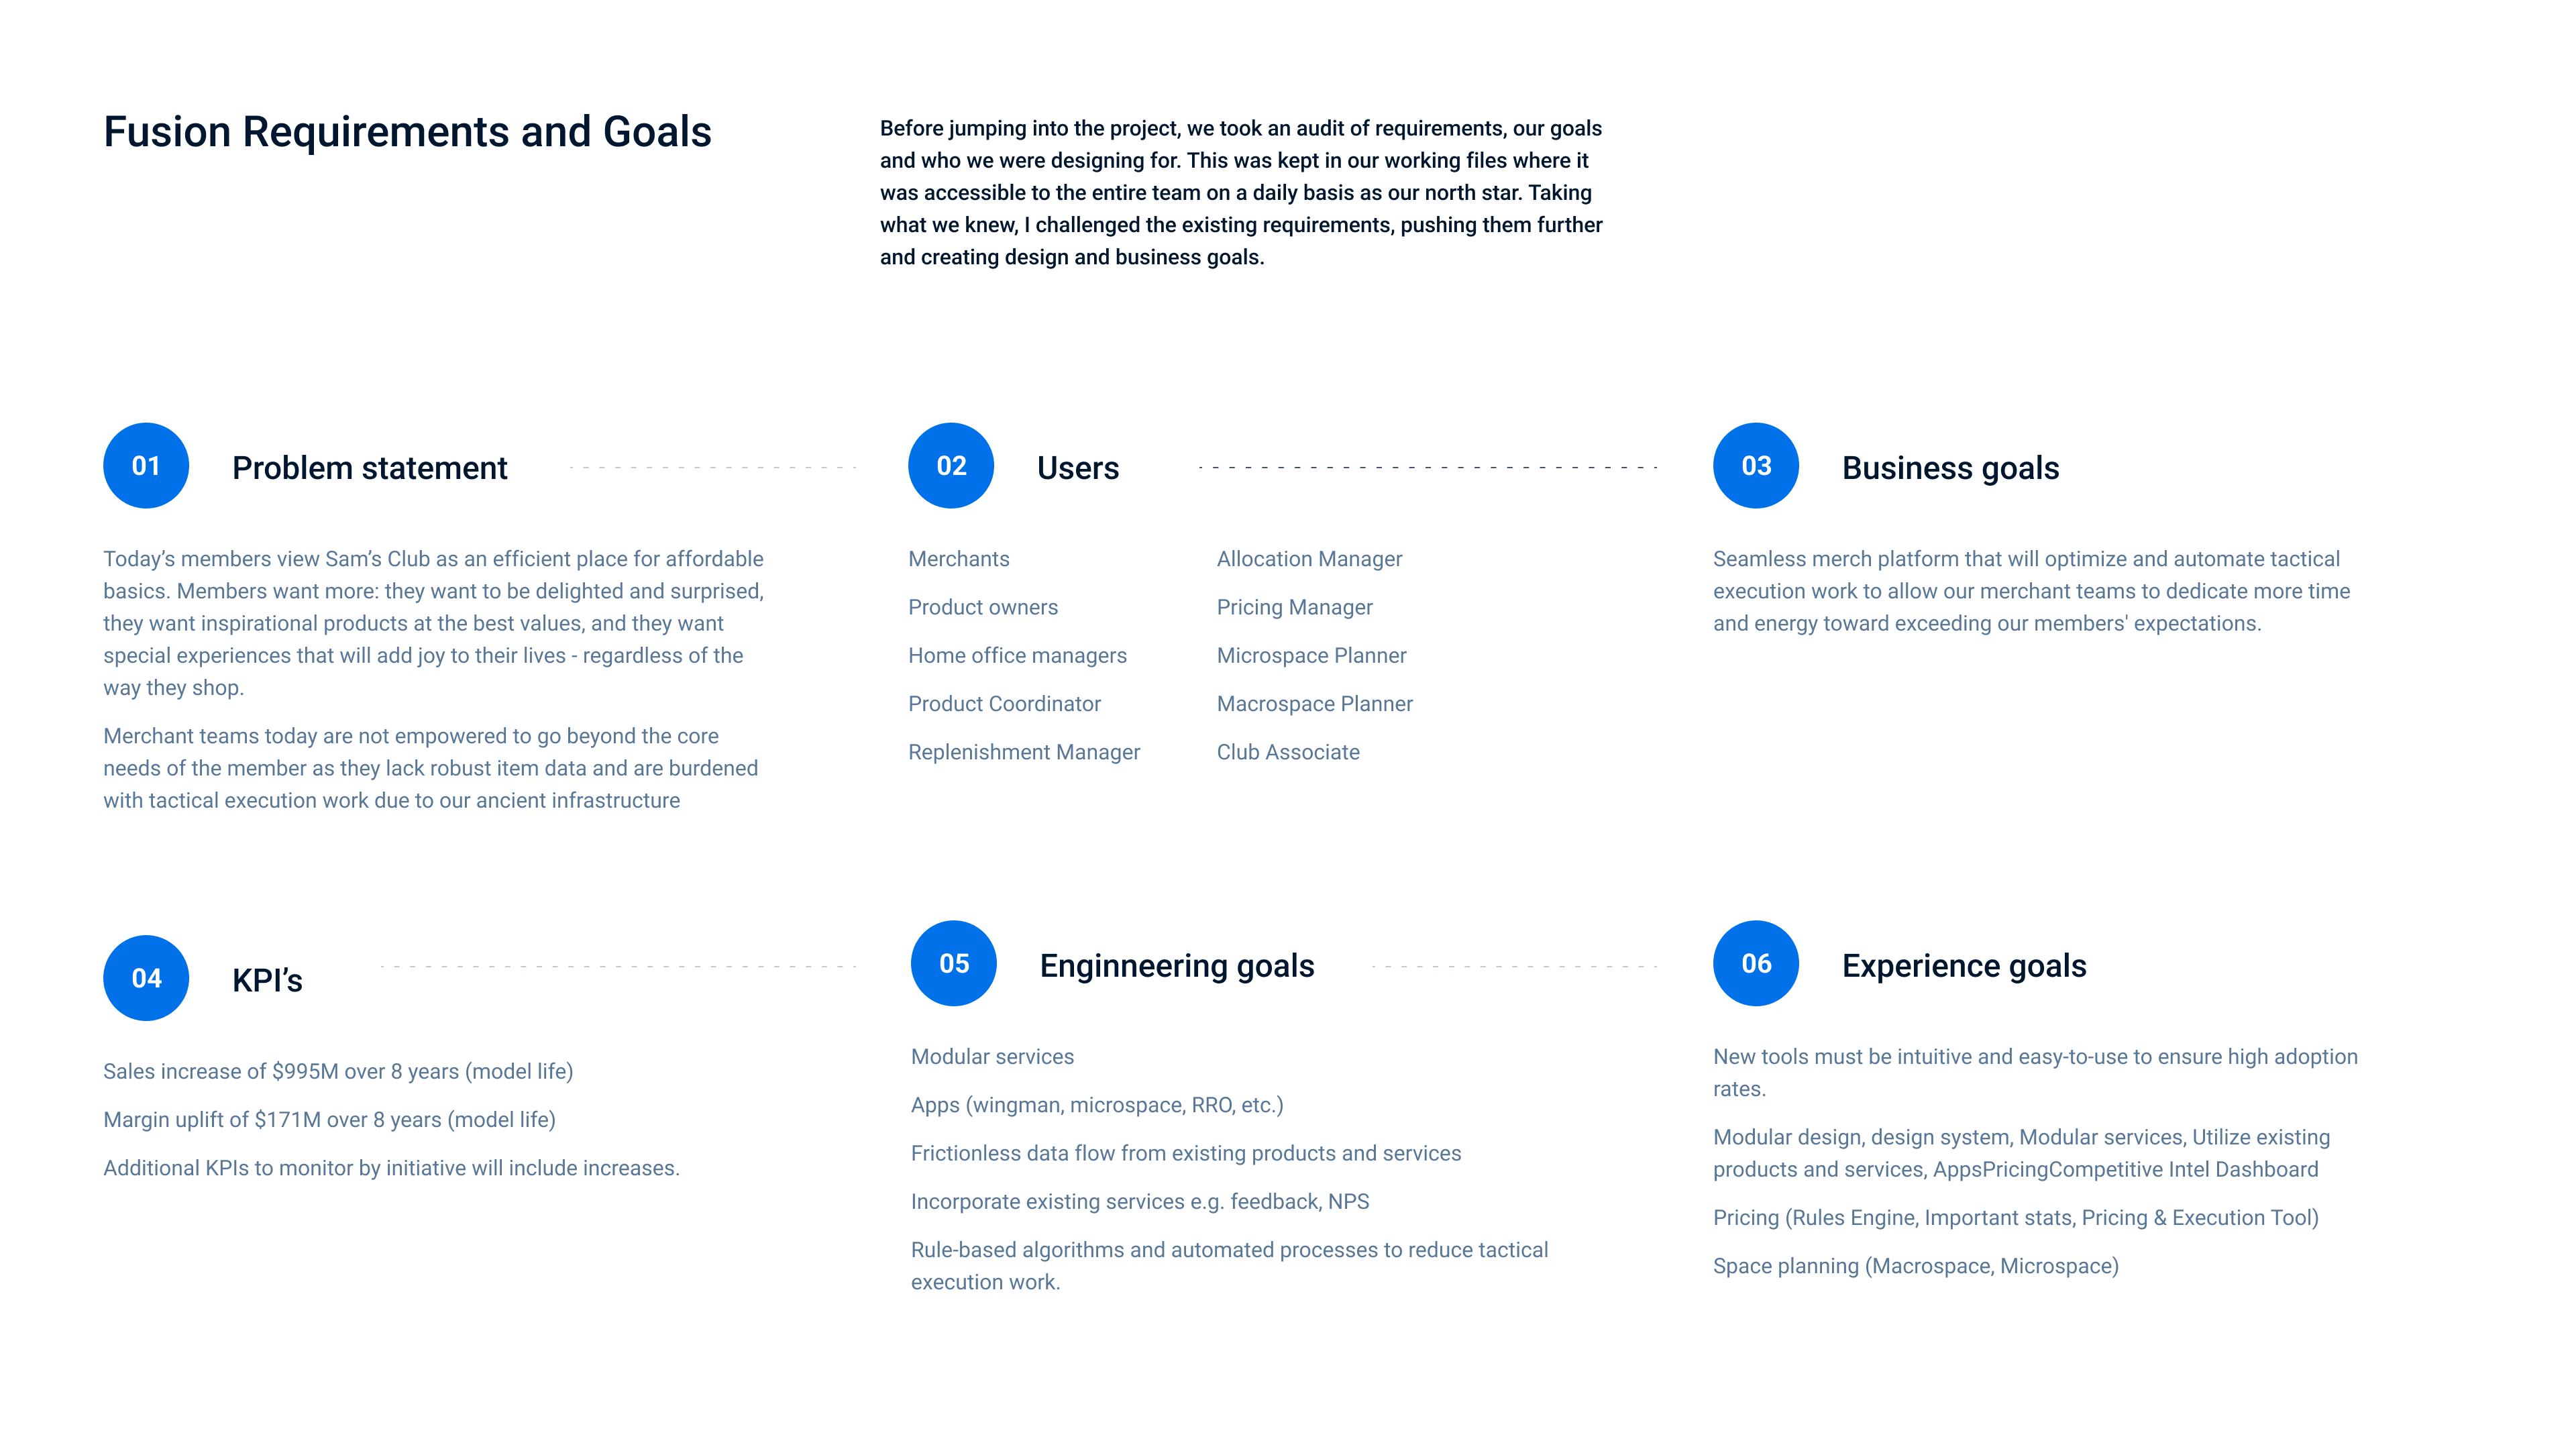 Fusion Requirements and Goals
Before jumping into the project, we took an audit of requirements, our goals
and who we were designing for. This was kept in our working files where it
was accessible to the entire team on a daily basis as our north star. Taking
what we knew, I challenged the existing requirements, pushing them further
and creating design and business goals.
01
Problem statement
Today’s members view Sam’s Club as an efficient place for affordable
basics. Members want more: they want to be delighted and surprised,
they want inspirational products at the best values, and they want
special experiences that will add joy to their lives - regardless of the
way they shop.
Merchant teams today are not empowered to go beyond the core
needs of the member as they lack robust item data and are burdened
with tactical execution work due to our ancient infrastructure
02
Users
Merchants
Product owners
Home office managers
Product Coordinator
Replenishment Manager
Allocation Manager
Pricing Manager
Microspace Planner
Macrospace Planner
Club Associate
03
Business goals
Seamless merch platform that will optimize and automate tactical
execution work to allow our merchant teams to dedicate more time
and energy toward exceeding our members' expectations.
04
KPI’s
Sales increase of $995M over 8 years (model life)
Margin uplift of $171M over 8 years (model life)
Additional KPIs to monitor by initiative will include increases.
05
Enginneering goals
Modular services
Apps (wingman, microspace, RRO, etc.)
Frictionless data flow from existing products and services
Incorporate existing services e.g. feedback, NPS
Rule-based algorithms and automated processes to reduce tactical
execution work.
06
Experience goals
New tools must be intuitive and easy-to-use to ensure high adoption
rates.
Modular design, design system, Modular services, Utilize existing
products and services, AppsPricingCompetitive Intel Dashboard
Pricing (Rules Engine, Important stats, Pricing & Execution Tool)
Space planning (Macrospace, Microspace)